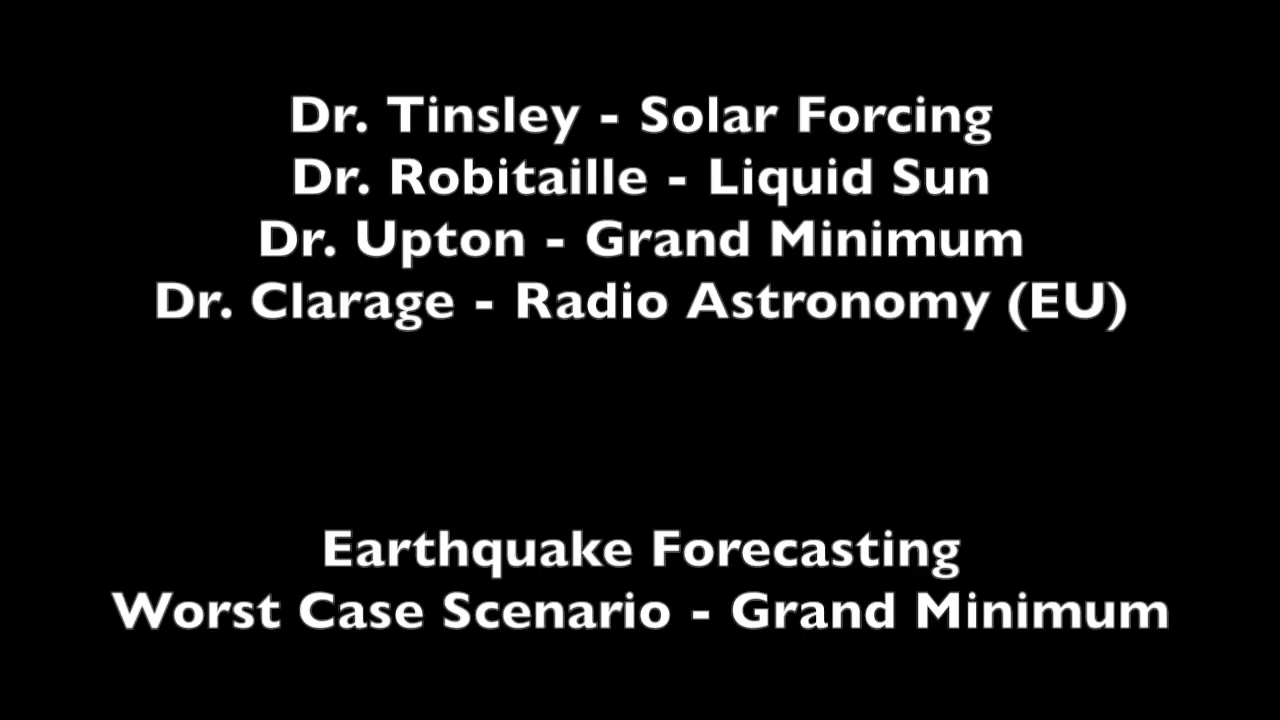 Dr. Tinsley - Solar Forcing
Dr. Robitaille - Liquid Sun
Dr. Upton - Grand Minimum
Dr. Clarage - Radio Astronomy (EU)
Earthquake Forecasting
Worst Case Scenario - Grand Minimum